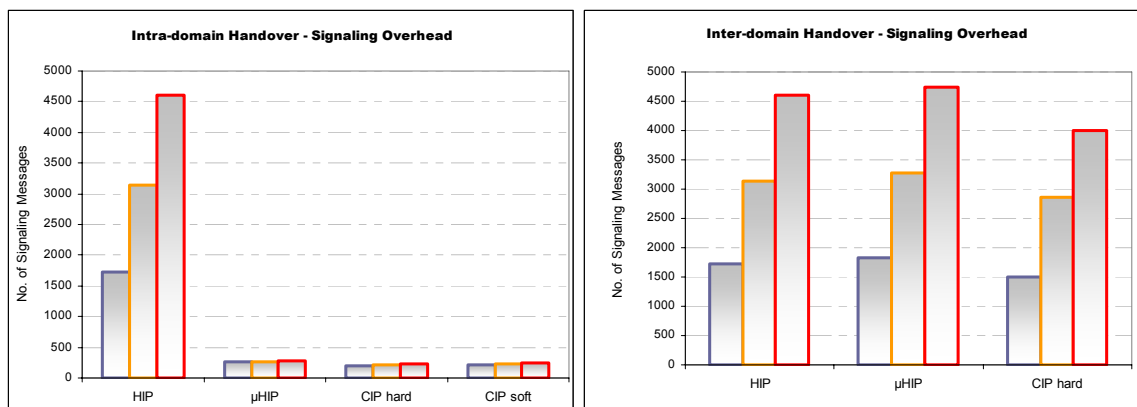 Intra-domain Handover - Signaling Overhead
No. of Signaling Messages
5000
4500
4000
3500
3000
2500
2000
1500
1000
500
0
HIP
µHIP
CIP hard
CIP soft
Inter-domain Handover - Signaling Overhead
No. of Signaling Messages
5000
4500
4000
3500
3000
2500
2000
1500
1000
500
0
HIP
µHIP
CIP hard